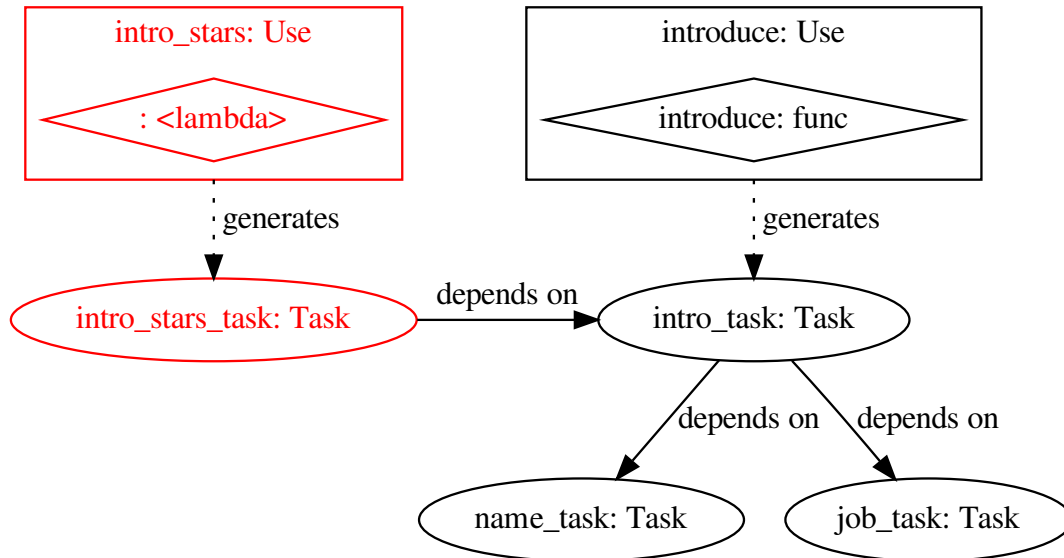 intro_stars: Use
introduce: Use
: <lambda>
introduce: func
generates
generates
depends on
intro_stars_task: Task
intro_task: Task
depends on
depends on
name_task: Task
job_task: Task